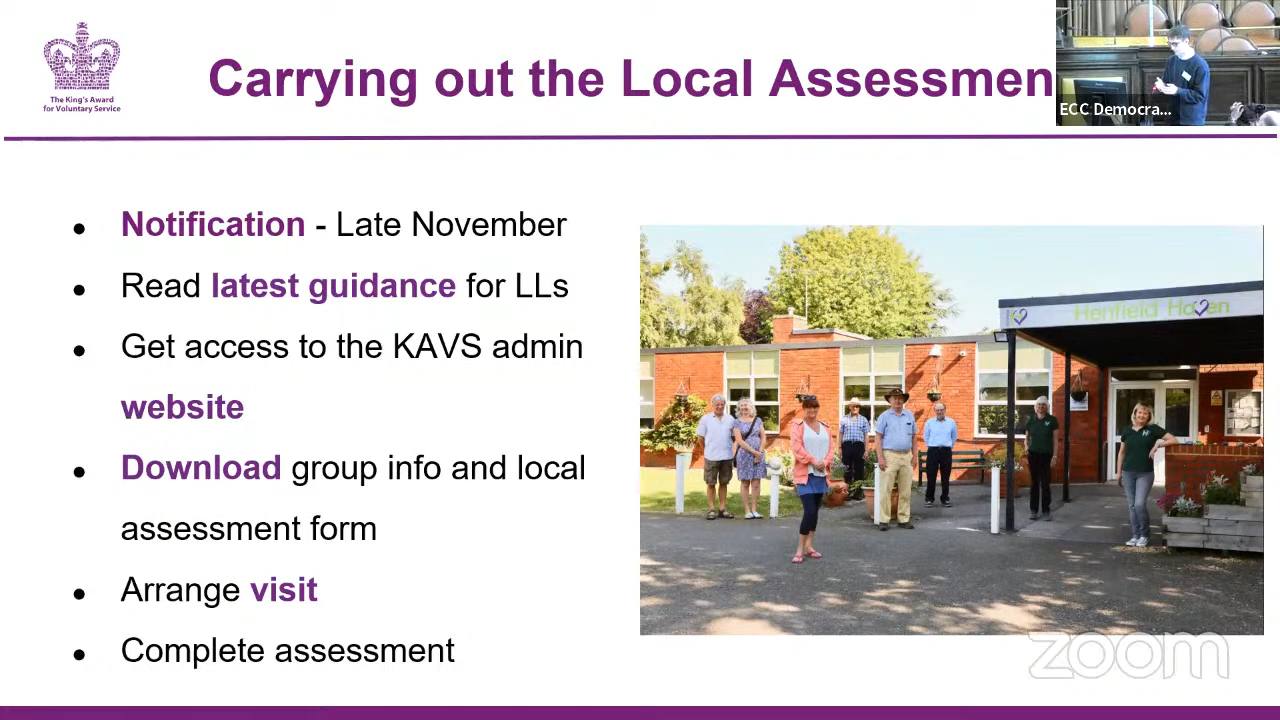 The King's Award
for Voluntary Service
Carrying out the Local Assessmen
ECC Democra...
Notification - Late November
Read latest guidance for LLs
Get access to the KAVS admin
website
Download group info and local
assessment form
Arrange visit
Complete assessment
Henfield Haven
zoom